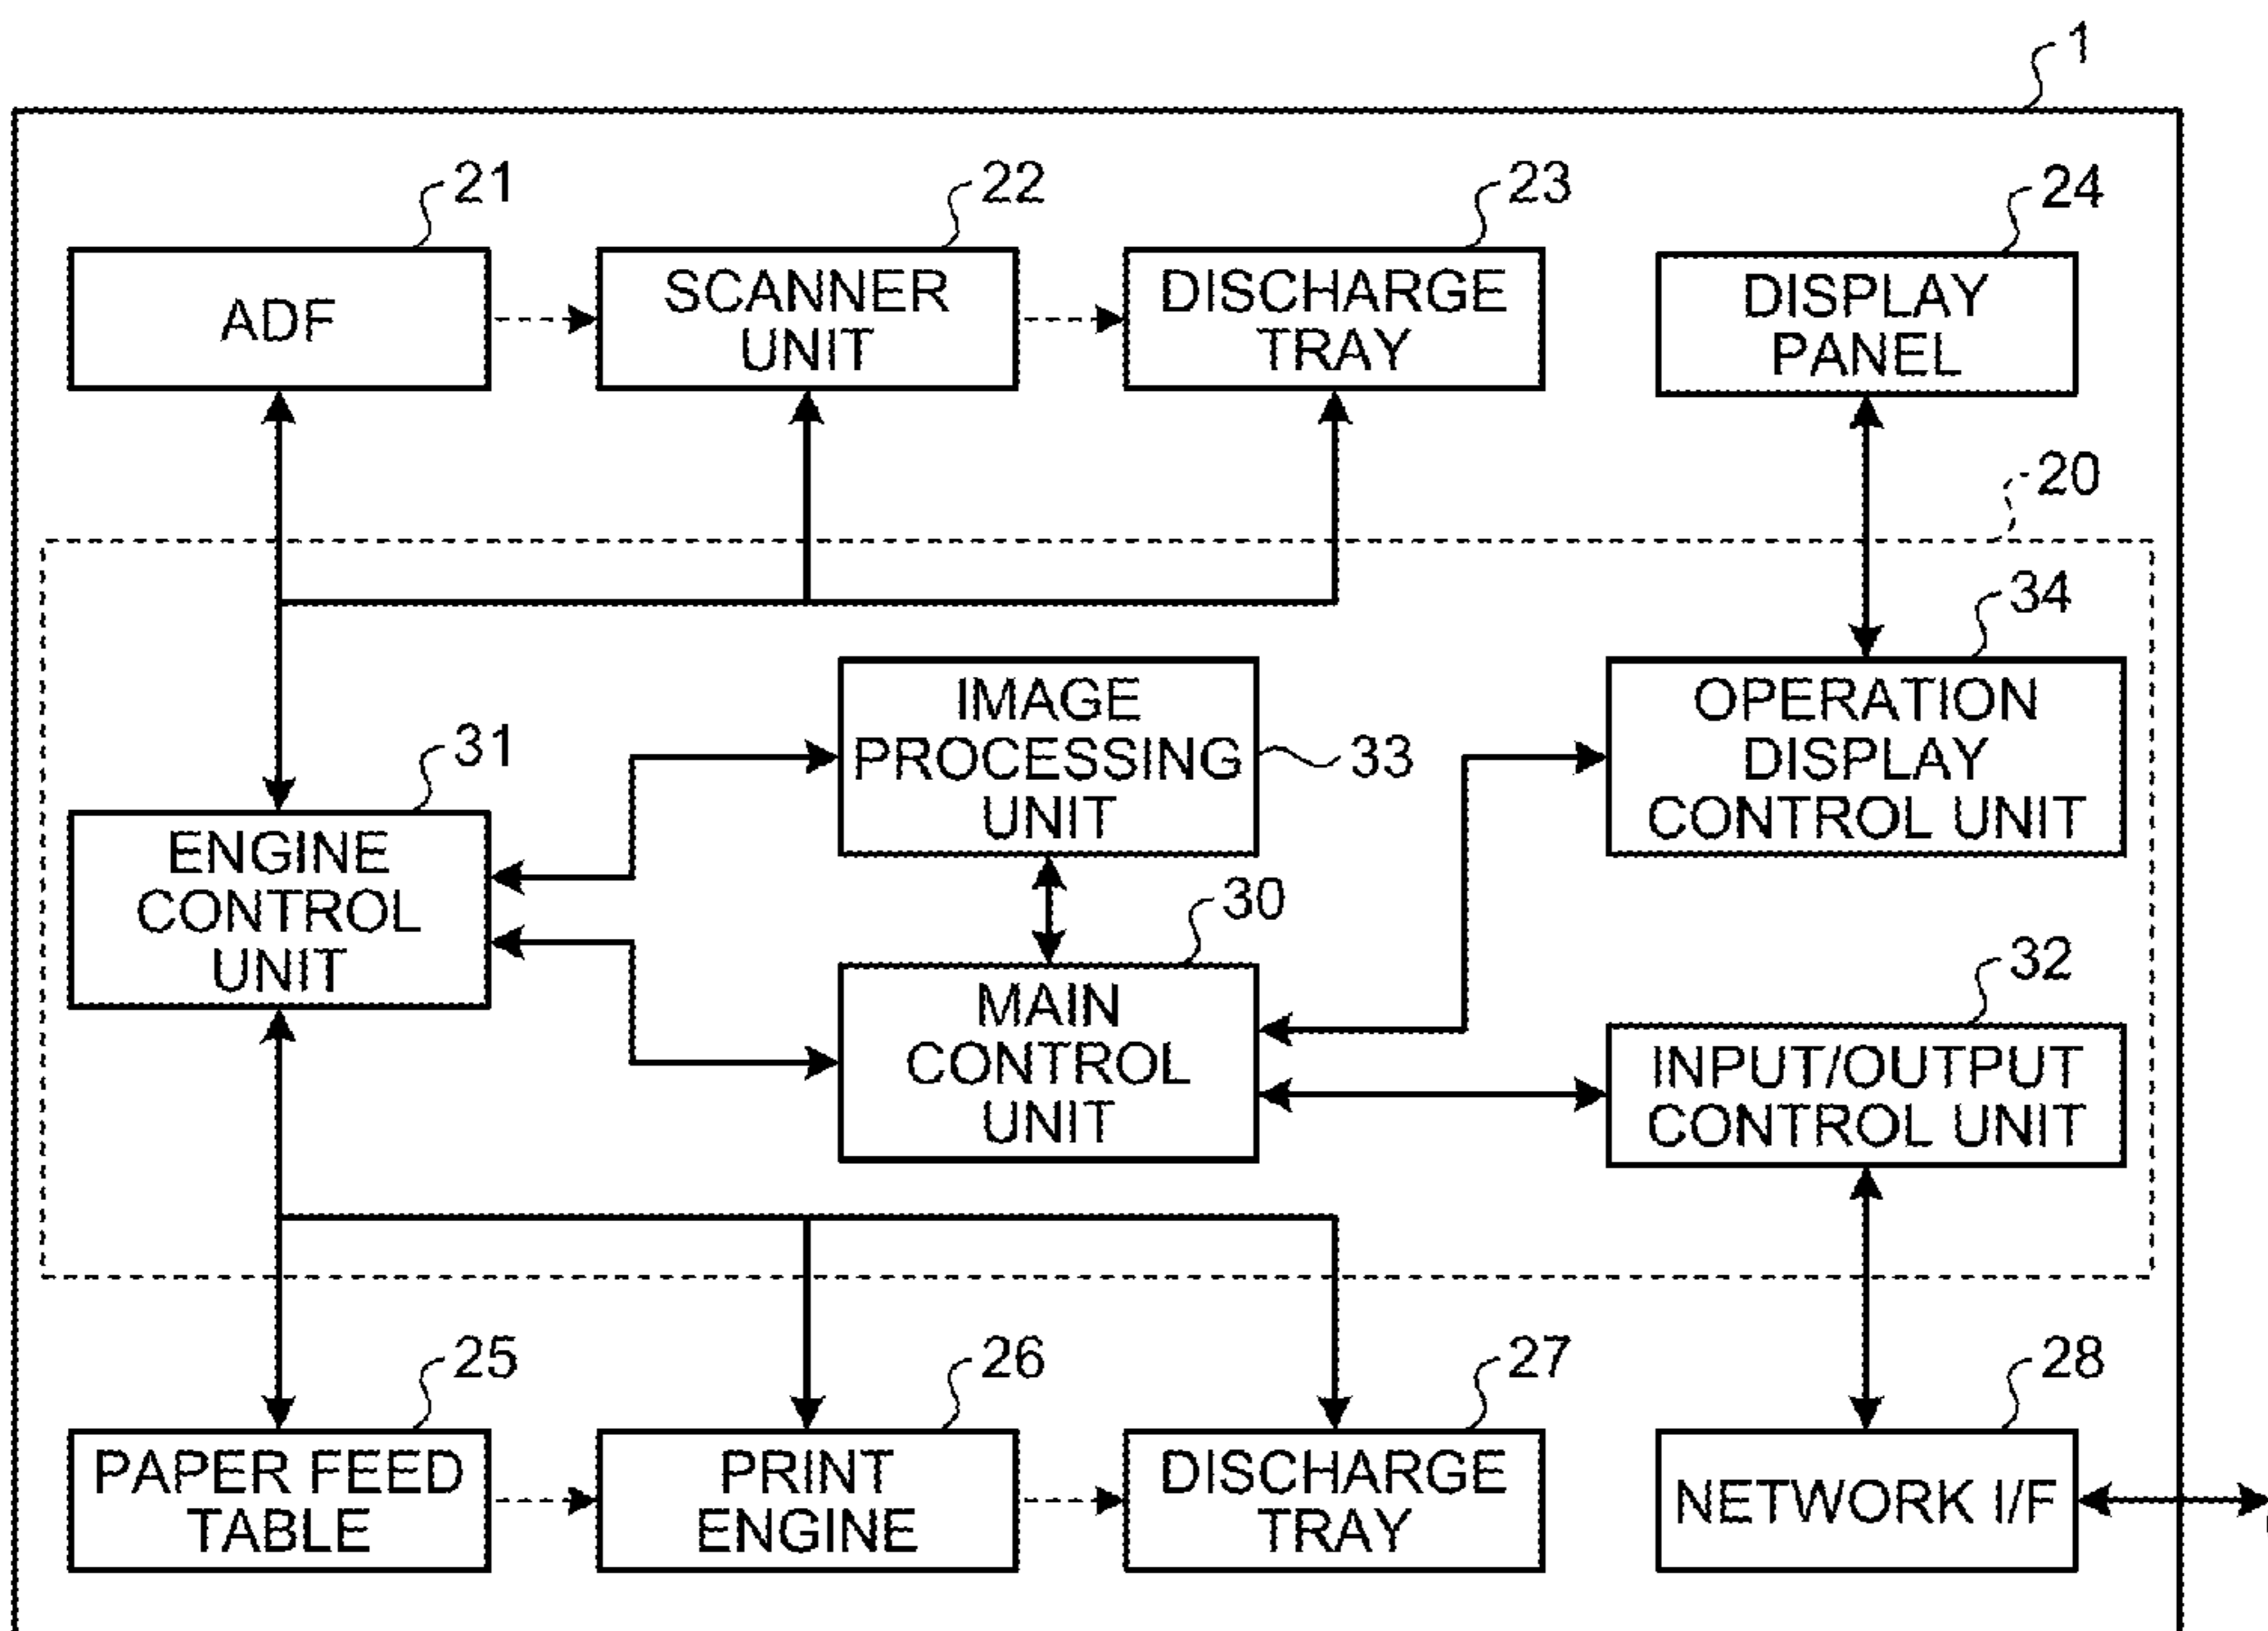 1
21
22
23
24
ADF
SCANNER
UNIT
DISCHARGE
TRAY
DISPLAY
PANEL
20
34
IMAGE
PROCESSING
UNIT
33
OPERATION
DISPLAY
CONTROL UNIT
31
ENGINE
CONTROL
UNIT
30
MAIN
CONTROL
UNIT
32
INPUT/OUTPUT
CONTROL UNIT
25
26
27
28
PAPER FEED
TABLE
PRINT
ENGINE
DISCHARGE
TRAY
NETWORK I/F